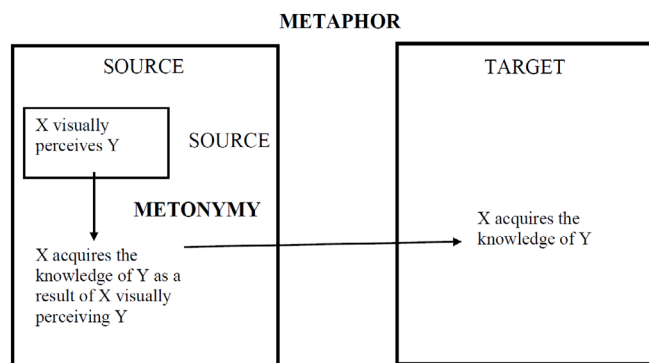 METAPHOR
SOURCE
TARGET
X visually
perceives Y
SOURCE
METONYMY
X acquires the
knowledge of Y as a
result of X visually
perceiving Y
X acquires the
knowledge of Y